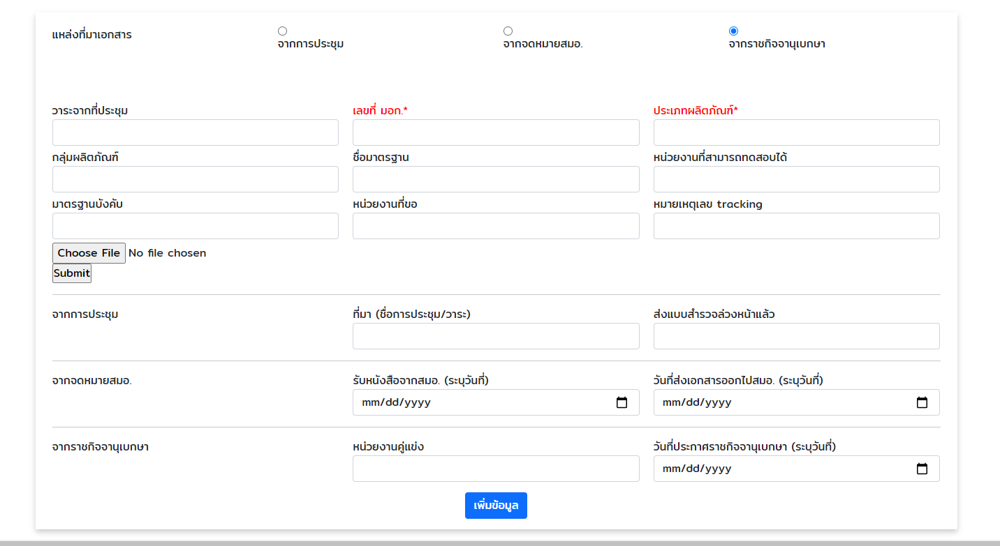 แหล่งที่มาเอกสาร
จากการประชุม
จากจดหมายสมอ.
จากราชกิจจานุเบกษา
วาระจากที่ประชุม
เลขที่ มอก.*
ประเภทผลิตภัณฑ์*
กลุ่มผลิตภัณฑ์
ชื่อมาตรฐาน
หน่วยงานที่สามารถทดสอบได้
มาตรฐานบังคับ
หน่วยงานที่ขอ
หมายเหตุเลข tracking
Choose File No file chosen
Submit
จากการประชุม
ที่มา (ชื่อการประชุม/วาระ)
ส่งแบบสำรวจล่วงหน้าแล้ว
จากจดหมายสมอ.
รับหนังสือจากสมอ. (ระบุวันที่)
วันที่ส่งเอกสารออกไปสมอ. (ระบุวันที่)
mm/dd/yyyy
mm/dd/yyyy
จากราชกิจจานุเบกษา
หน่วยงานคู่แข่ง
วันที่ประกาศราชกิจจานุเบกษา (ระบุวันที่)
mm/dd/yyyy
เพิ่มข้อมูล